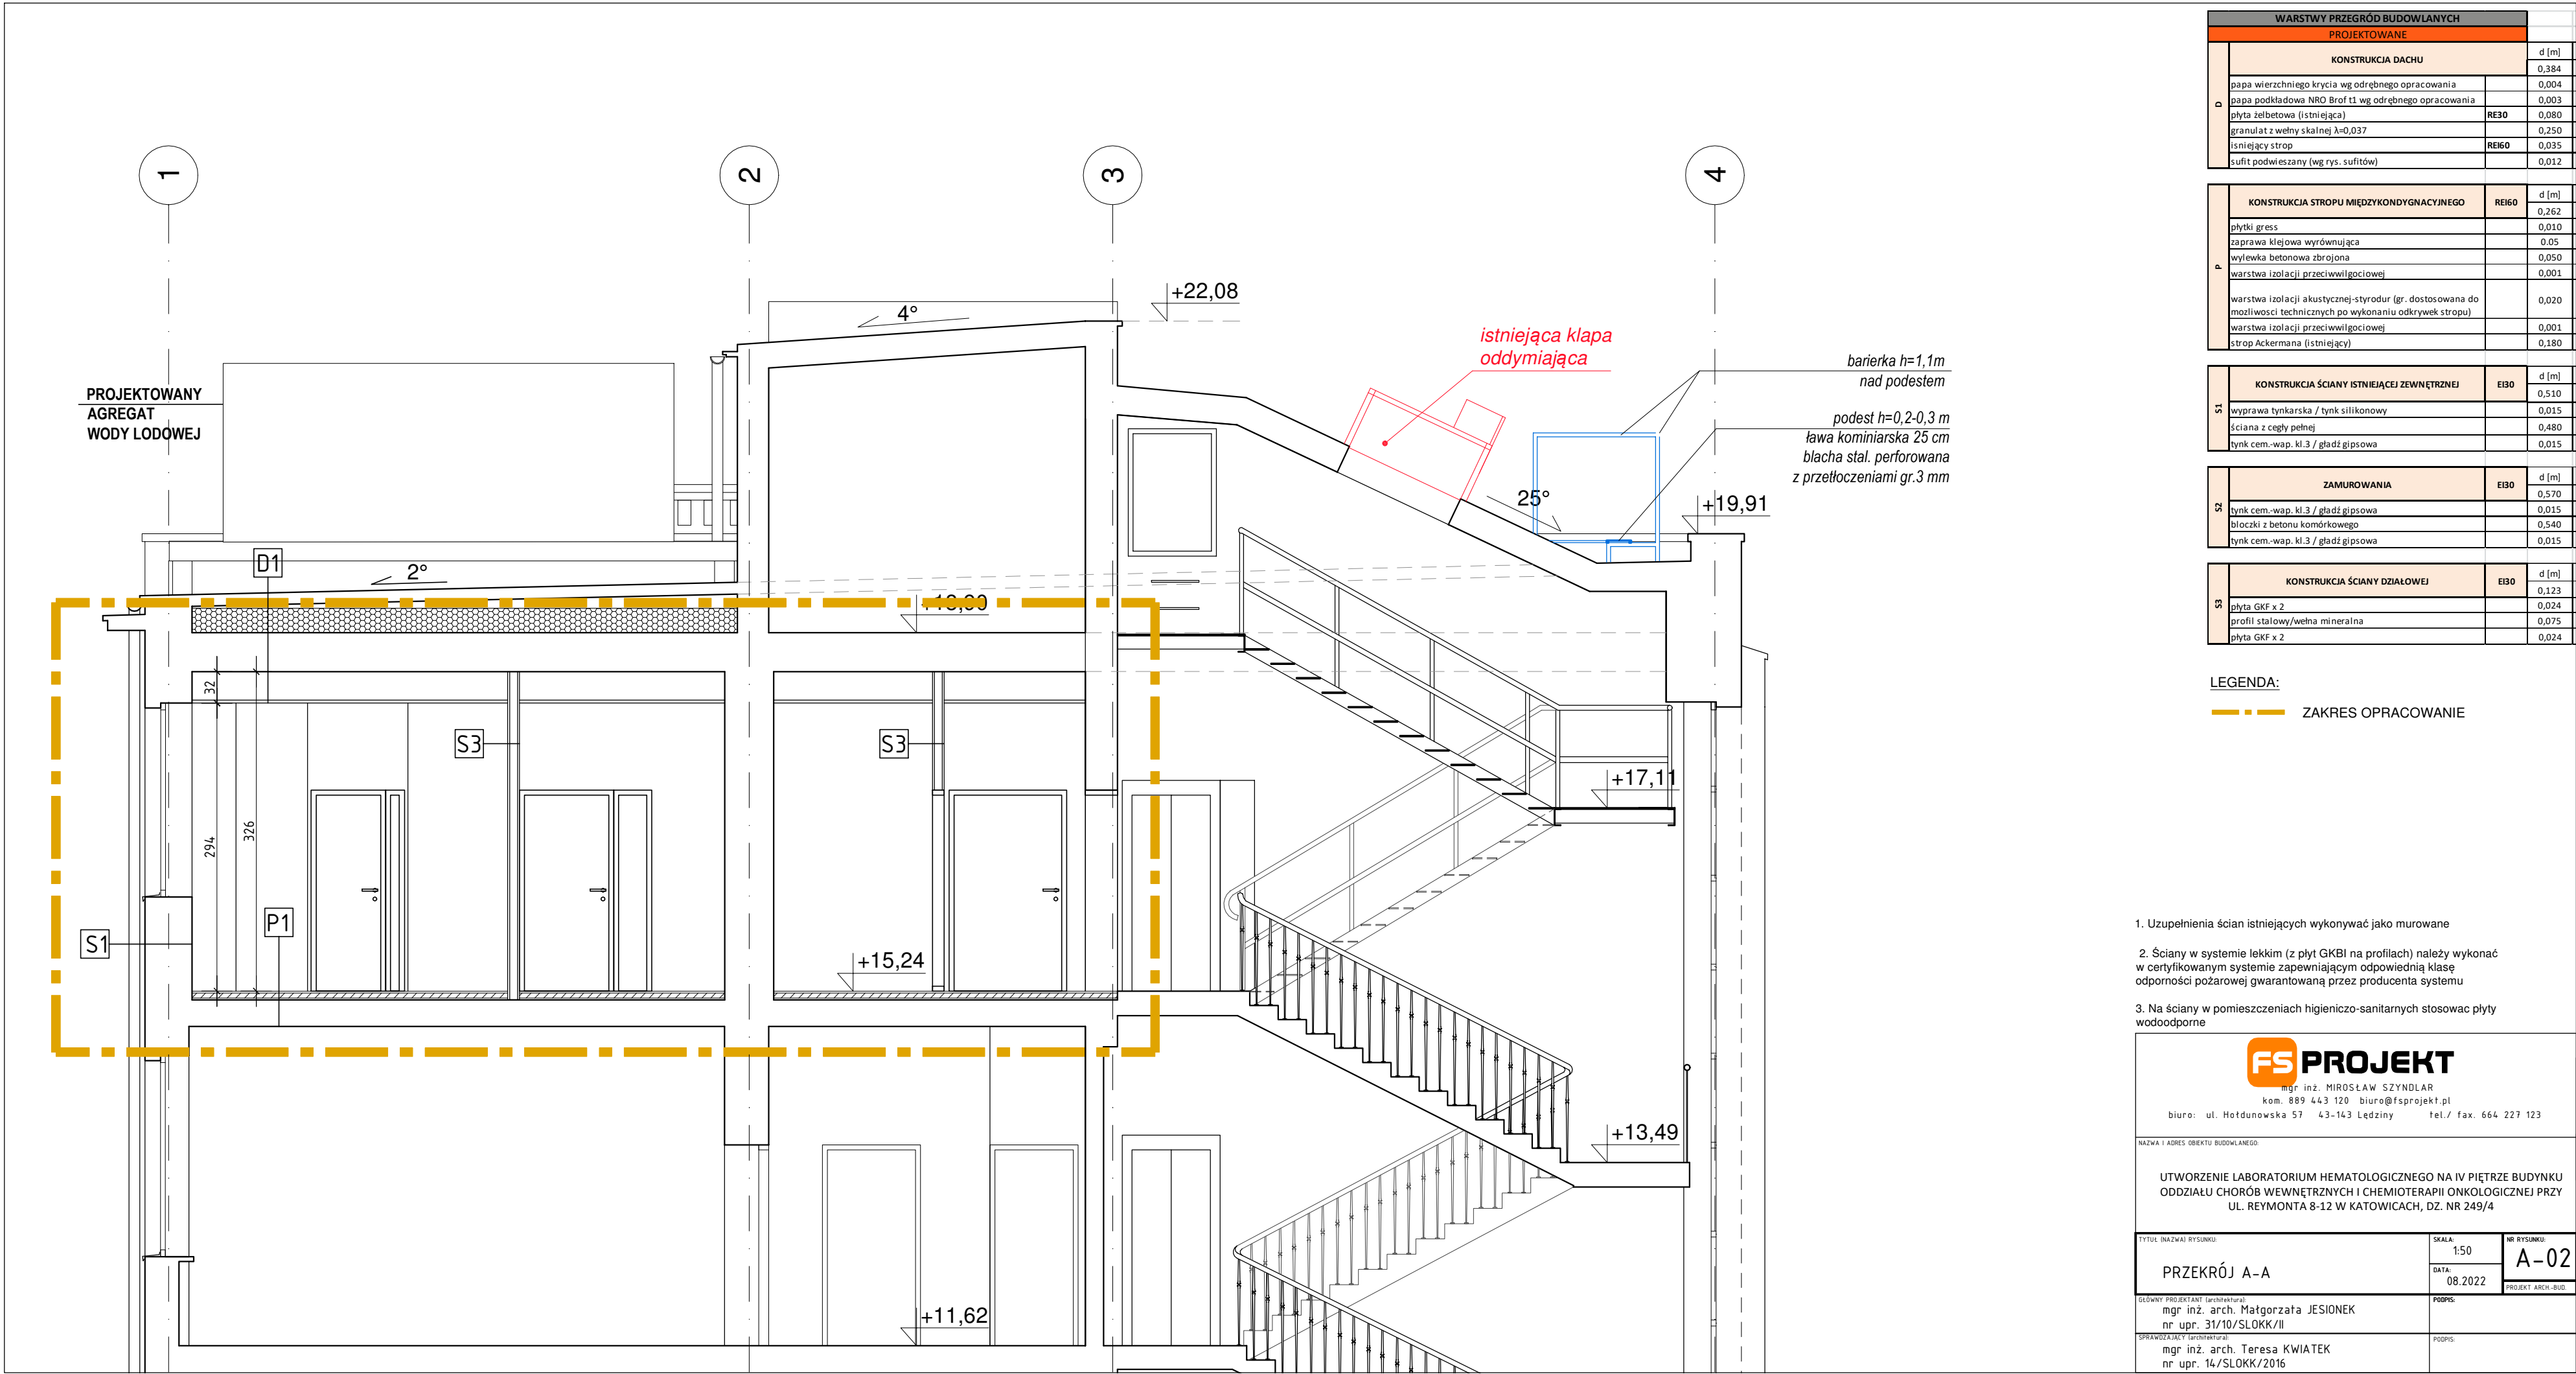 WARSTWY PRZEGRÓD BUDOWLANYCH
PROJEKTOWANE
D
KONSTRUKCJA DACHU
d [m]
0,384
papa wierzchniego krycia wg odrębnego opracowania 0,004
papa podkładowa NRO Brof t1 wg odrębnego opracowania 0,003
płyta żelbetowa (istniejąca) RE30 0,080
granulat z wełny skalnej λ=0,037 0,250
isniejący strop REI60 0,035
sufit podwieszany (wg rys. sufitów) 0,012
P
KONSTRUKCJA STROPU MIĘDZYKONDYGNACYJNEGO REI60
d [m]
0,262
płytki gress 0,010
zaprawa klejowa wyrównująca 0.05
wylewka betonowa zbrojona 0,050
warstwa izolacji przeciwwilgociowej 0,001
warstwa izolacji akustycznej-styrodur (gr. dostosowana do
mozliwosci technicznych po wykonaniu odkrywek stropu) 0,020
warstwa izolacji przeciwwilgociowej 0,001
strop Ackermana (istniejący) 0,180
S1
KONSTRUKCJA ŚCIANY ISTNIEJĄCEJ ZEWNĘTRZNEJ EI30
d [m]
0,510
wyprawa tynkarska / tynk silikonowy 0,015
ściana z cegły pełnej 0,480
tynk cem.-wap. kl.3 / gładź gipsowa 0,015
S2
ZAMUROWANIA EI30
d [m]
0,570
tynk cem.-wap. kl.3 / gładź gipsowa 0,015
bloczki z betonu komórkowego 0,540
tynk cem.-wap. kl.3 / gładź gipsowa 0,015
S3
KONSTRUKCJA ŚCIANY DZIAŁOWEJ EI30
d [m]
0,123
płyta GKF x 2 0,024
profil stalowy/wełna mineralna 0,075
płyta GKF x 2 0,024
LEGENDA:
ZAKRES OPRACOWANIE
1
2
3
4
+22,08
4°
istniejąca klapa
oddymiająca
barierka h=1,1m
nad podestem
podest h=0,2-0,3 m
ława kominiarska 25 cm
blacha stal. perforowana
z przetłoczeniami gr.3 mm
PROJEKTOWANY
AGREGAT
WODY LODOWEJ
25°
+19,91
D1
2°
32
S3
S3
+17,11
294
326
P1
S1
+15,24
+13,49
+11,62
1. Uzupełnienia ścian istniejących wykonywać jako murowane
2. Ściany w systemie lekkim (z płyt GKBI na profilach) należy wykonać
w certyfikowanym systemie zapewniającym odpowiednią klasę
odporności pożarowej gwarantowaną przez producenta systemu
3. Na ściany w pomieszczeniach higieniczo-sanitarnych stosowac płyty
wodoodporne
FS PROJEKT
mgr inż. MIROSŁAW SZYNDLAR
kom. 889 443 120 biuro@fsprojekt.pl
biuro: ul. Hołdunowska 57 43-143 Lędziny tel./ fax. 664 227 123
NAZWA I ADRES OBIEKTU BUDOWLANEGO:
UTWORZENIE LABORATORIUM HEMATOLOGICZNEGO NA IV PIĘTRZE BUDYNKU
ODDZIAŁU CHORÓB WEWNĘTRZNYCH I CHEMIOTERAPII ONKOLOGICZNEJ PRZY
UL. REYMONTA 8-12 W KATOWICACH, DZ. NR 249/4
TYTUŁ (NAZWA) RYSUNKU:
PRZEKRÓJ A-A
SKALA:
1:50
DATA:
08.2022
NR RYSUNKU:
A-02
PROJEKT ARCH.-BUD.
GŁÓWNY PROJEKTANT (architektura):
mgr inż. arch. Małgorzata JESIONEK
nr upr. 31/10/SLOKK/II
PODPIS:
SPRAWDZAJĄCY (architektura):
mgr inż. arch. Teresa KWIATEK
nr upr. 14/SLOKK/2016
PODPIS: